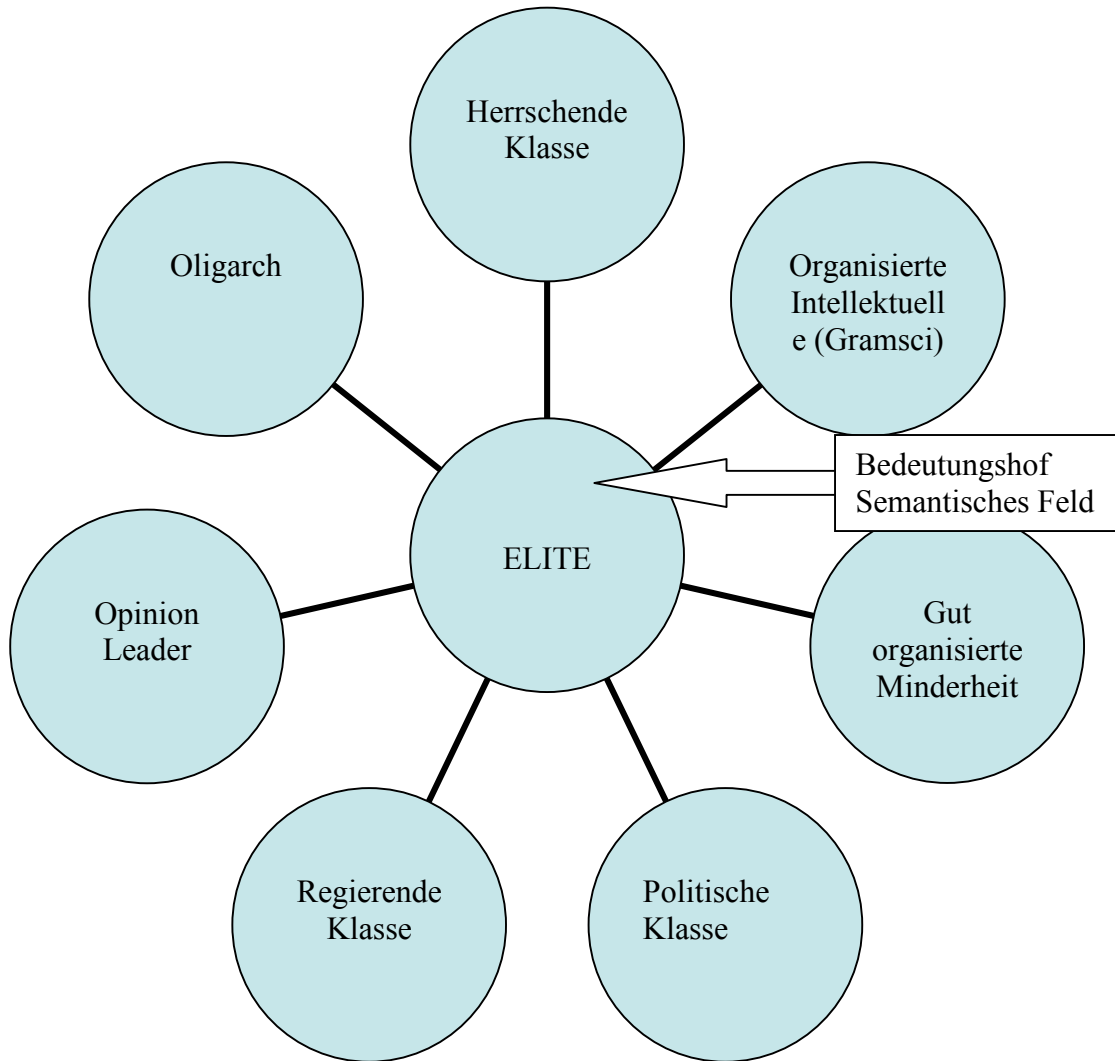 Herrschende
Klasse
Oligarch
Organisierte
Intellektuell
e (Gramsci)
Bedeutungshof
Semantisches Feld
ELITE
Opinion
Leader
Gut
organisierte
Minderheit
Regierende
Klasse
Politische
Klasse